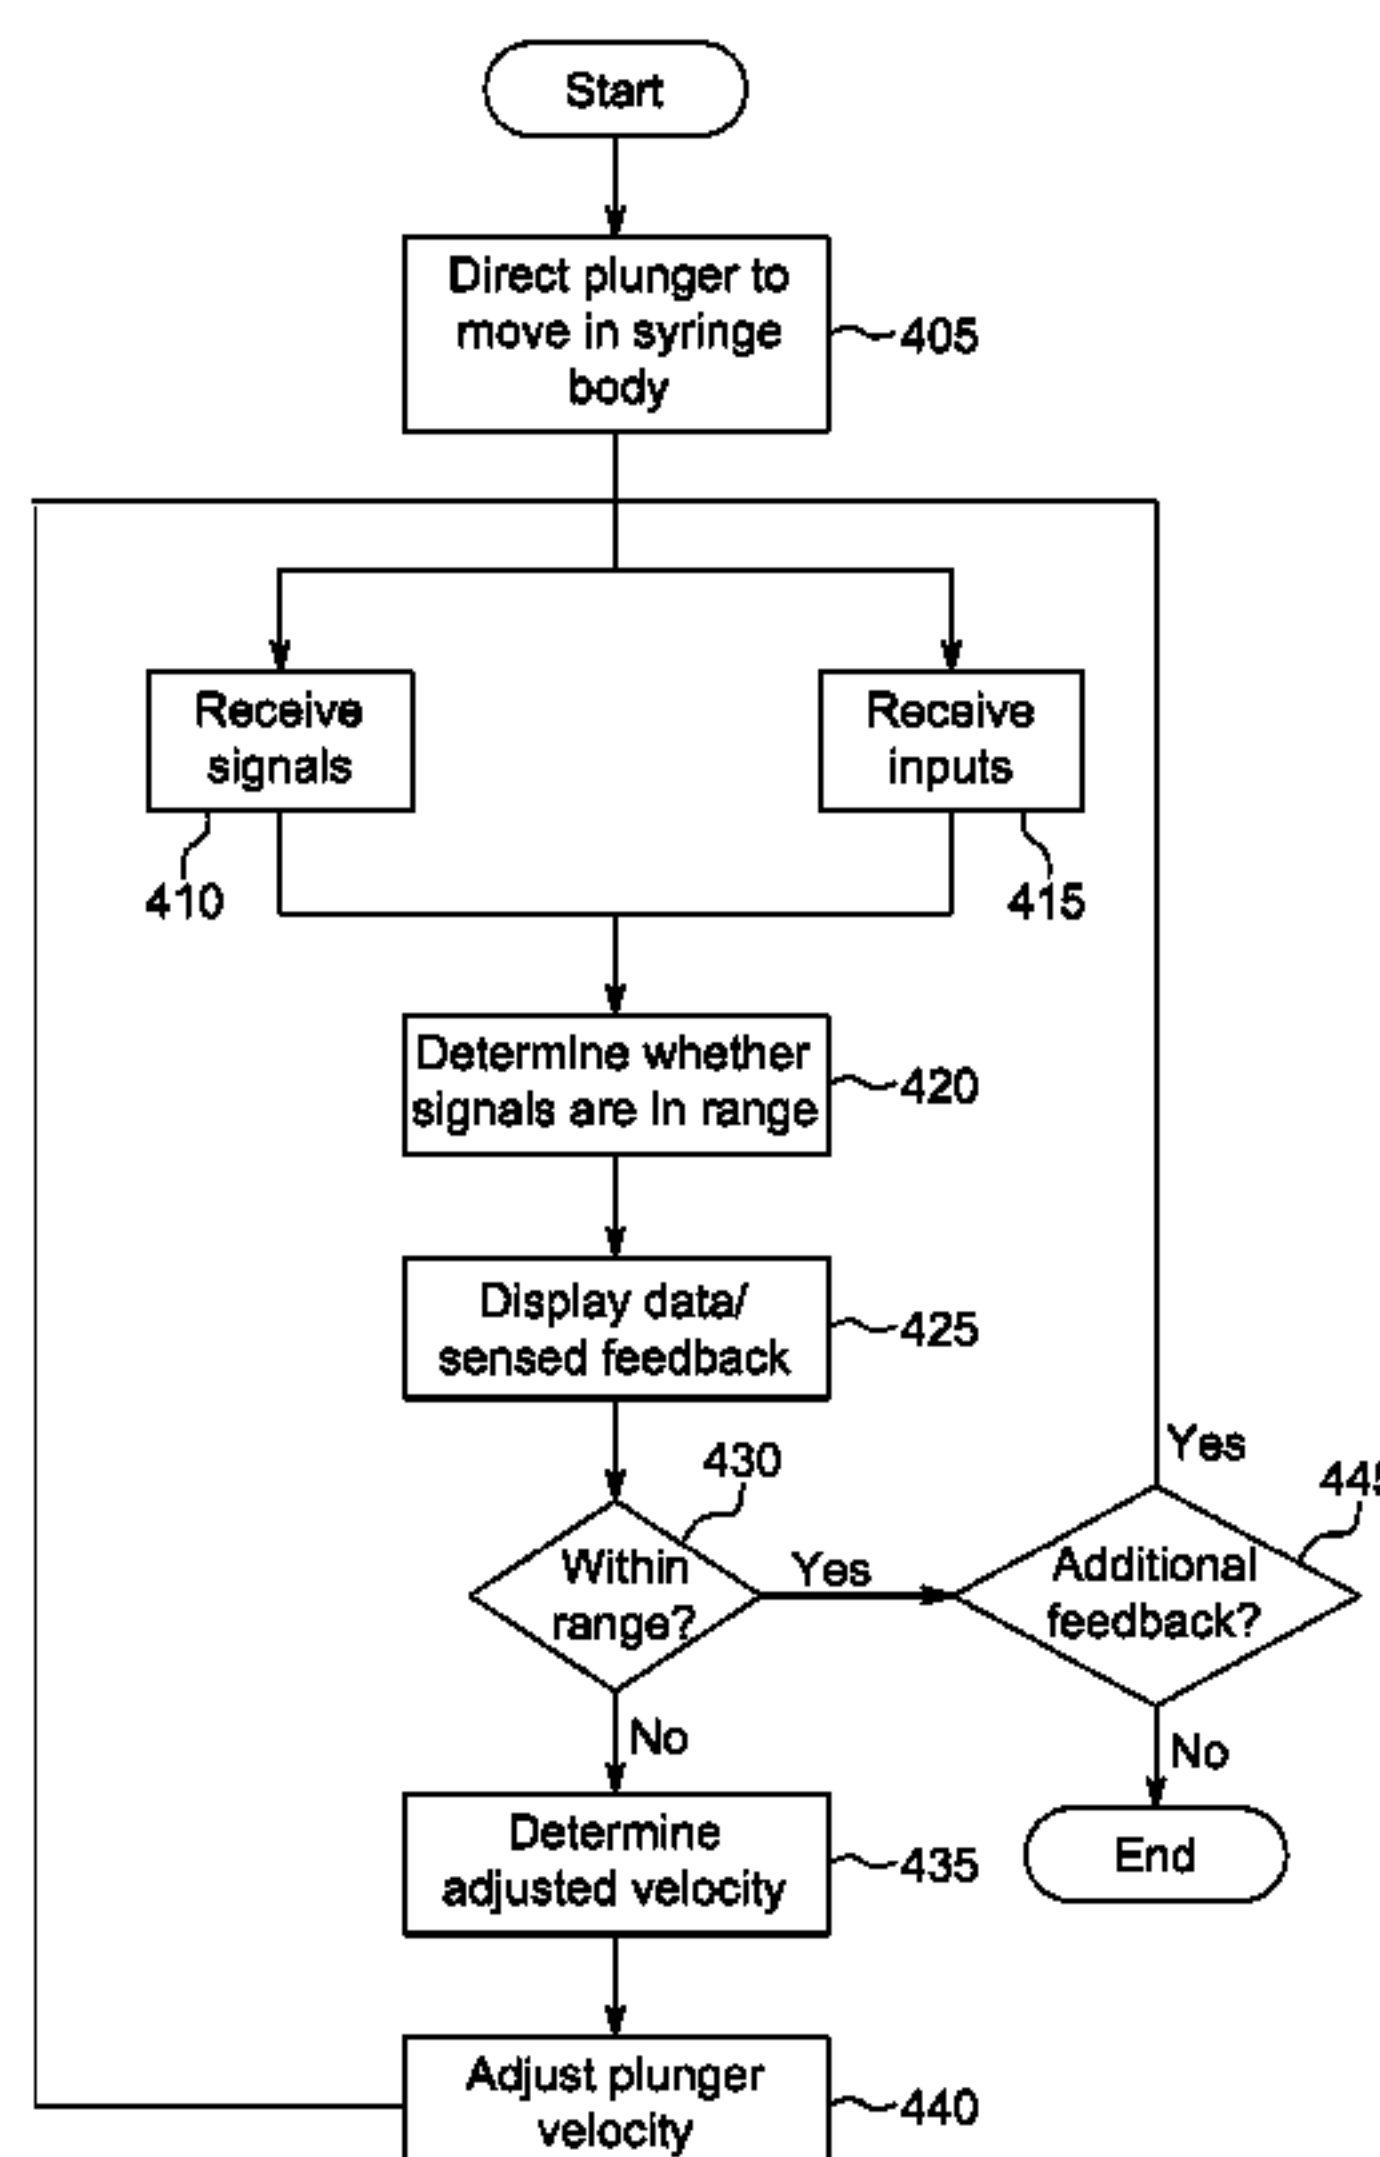 Start
Direct plunger to
move in syringe
body
405
Receive
signals
410
Receive
inputs
415
Determine whether
signals are in range
420
Display data/
sensed feedback
425
430
Within
range?
Yes
No
Yes
445
Additional
feedback?
No
End
Determine
adjusted velocity
435
Adjust plunger
velocity
440